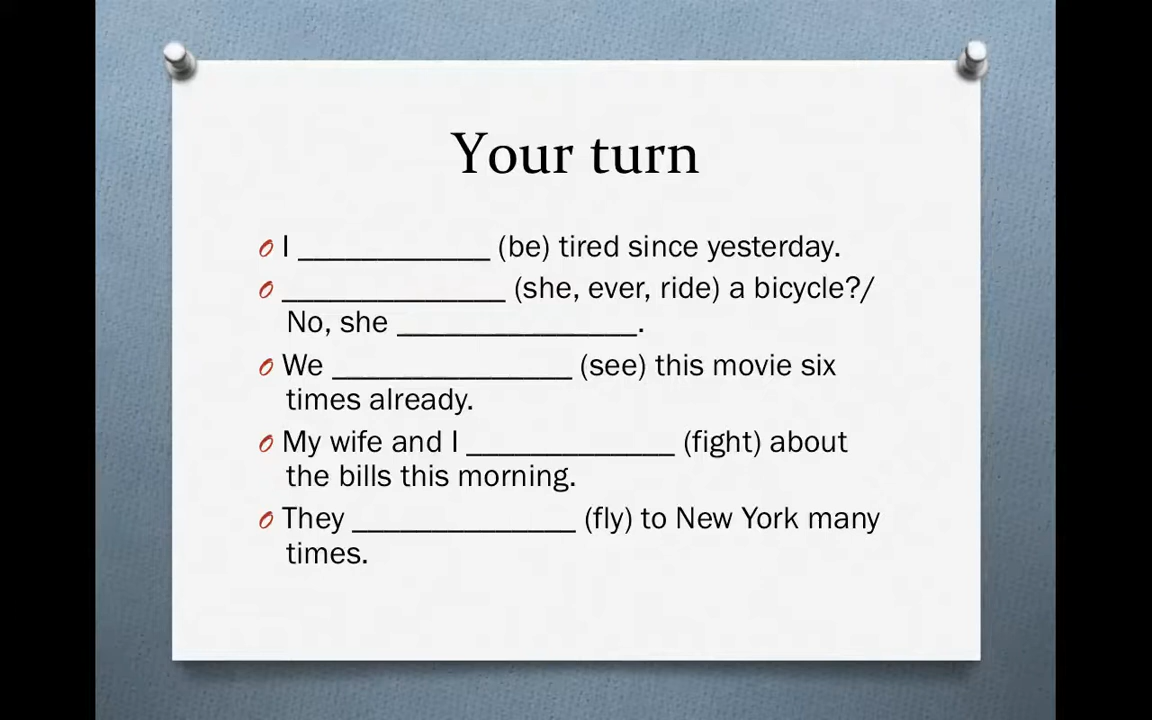 Your turn
I ____________ (be) tired since yesterday.
______________ (she, ever, ride) a bicycle?/
No, she _______________.
We _______________ (see) this movie six
times already.
My wife and I _____________ (fight) about
the bills this morning.
They ______________ (fly) to New York many
times.